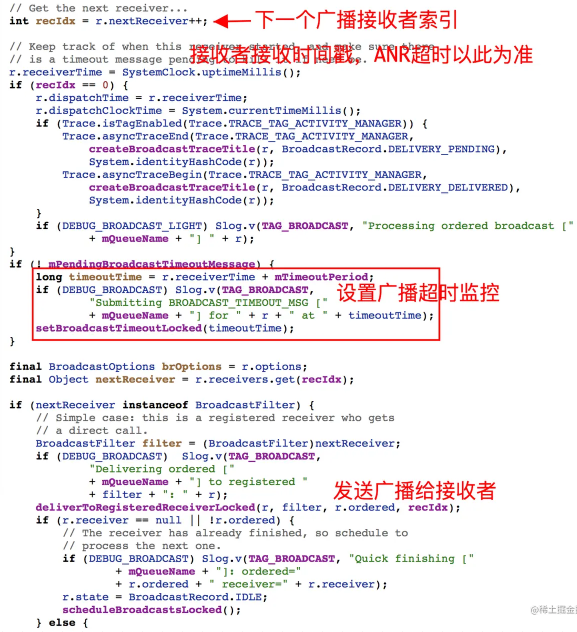 // Get the next receiver...
int recIdx = r.nextReceiver++;
下一个广播接收者索引
// Keep track of when this receiver started, and make sure there
接收者接收时间戳，ANR超时以此为准
// is a timeout message pending to kill it if need be.
r.receiverTime = SystemClock.uptimeMillis();
if (recIdx == 0) {
r.dispatchTime = r.receiverTime;
r.dispatchClockTime = System.currentTimeMillis();
if (Trace.isTagEnabled(Trace.TRACE_TAG_ACTIVITY_MANAGER)) {
Trace.asyncTraceEnd(Trace.TRACE_TAG_ACTIVITY_MANAGER,
createBroadcastTraceTitle(r, BroadcastRecord.DELIVERY_PENDING),
System.identityHashCode(r));
Trace.asyncTraceBegin(Trace.TRACE_TAG_ACTIVITY_MANAGER,
createBroadcastTraceTitle(r, BroadcastRecord.DELIVERY_DELIVERED),
System.identityHashCode(r));
}
if (DEBUG_BROADCAST_LIGHT) Slog.v(TAG_BROADCAST, "Processing ordered broadcast ["
+ mQueueName + "] " + r);
}
if (! mPendingBroadcastTimeoutMessage) {
long timeoutTime = r.receiverTime + mTimeoutPeriod;
if (DEBUG_BROADCAST) Slog.v(TAG_BROADCAST,
设置广播超时监控
"Submitting BROADCAST_TIMEOUT_MSG ["
+ mQueueName + "] for " + r + " at " + timeoutTime);
setBroadcastTimeoutLocked(timeoutTime);
}
final BroadcastOptions brOptions = r.options;
final Object nextReceiver = r.receivers.get(recIdx);
if (nextReceiver instanceof BroadcastFilter) {
// Simple case: this is a registered receiver who gets
// a direct call.
BroadcastFilter filter = (BroadcastFilter)nextReceiver;
if (DEBUG_BROADCAST) Slog.v(TAG_BROADCAST,
"Delivering ordered ["
+ mQueueName + "] to registered "
+ filter + ": " + r);
发送广播给接收者
deliverToRegisteredReceiverLocked(r, filter, r.ordered, recIdx);
if (r.receiver == null || !r.ordered) {
// The receiver has already finished, so schedule to
// process the next one.
if (DEBUG_BROADCAST) Slog.v(TAG_BROADCAST, "Quick finishing ["
+ mQueueName + "]: ordered="
+ r.ordered + " receiver=" + r.receiver);
r.state = BroadcastRecord.IDLE;
scheduleBroadcastsLocked();
} else {
@稀土掘金